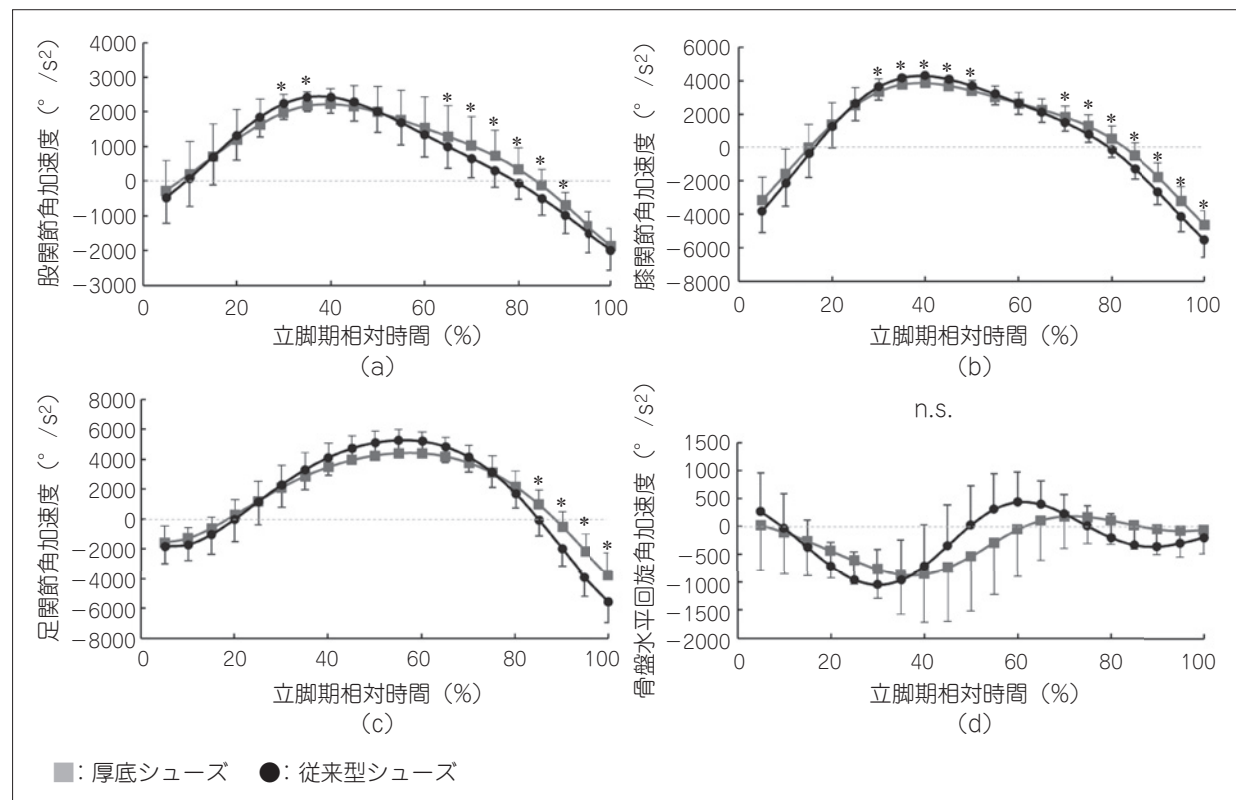 股関節角加速度（° /s²）
4000
3000
2000
1000
0
−1000
−2000
−3000
* * * * * * * *
0 20 40 60 80 100
立脚期相対時間（%）
(a)
膝関節角加速度（° /s²）
6000
4000
2000
0
−2000
−4000
−6000
−8000
* * * * * * * * * * * *
0 20 40 60 80 100
立脚期相対時間（%）
(b)
足関節角加速度（° /s²）
8000
6000
4000
2000
0
−2000
−4000
−6000
−8000
* * * *
0 20 40 60 80 100
立脚期相対時間（%）
(c)
n.s.
骨盤水平回旋角加速度（° /s²）
1500
1000
500
0
−500
−1000
−1500
−2000
0 20 40 60 80 100
立脚期相対時間（%）
(d)
■：厚底シューズ ●：従来型シューズ